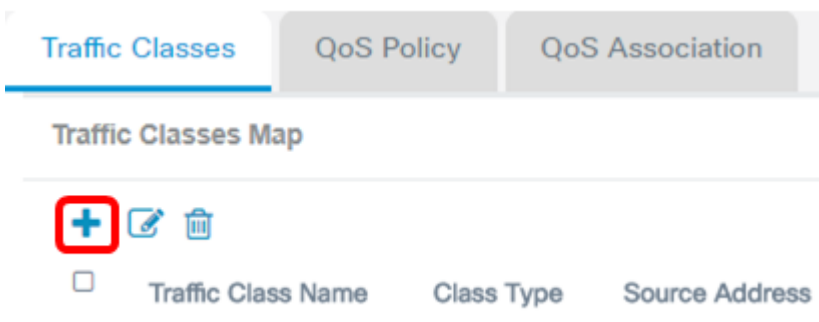 Traffic Classes QoS Policy QoS Association
Traffic Classes Map
Traffic Class Name Class Type Source Address